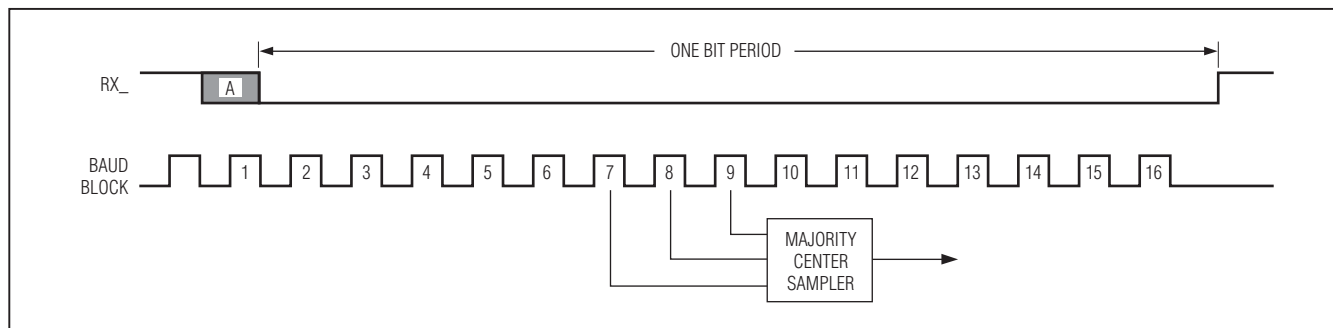 ONE BIT PERIOD
RX_
A
BAUD
BLOCK
1 2 3 4 5 6 7 8 9 10 11 12 13 14 15 16
MAJORITY
CENTER
SAMPLER